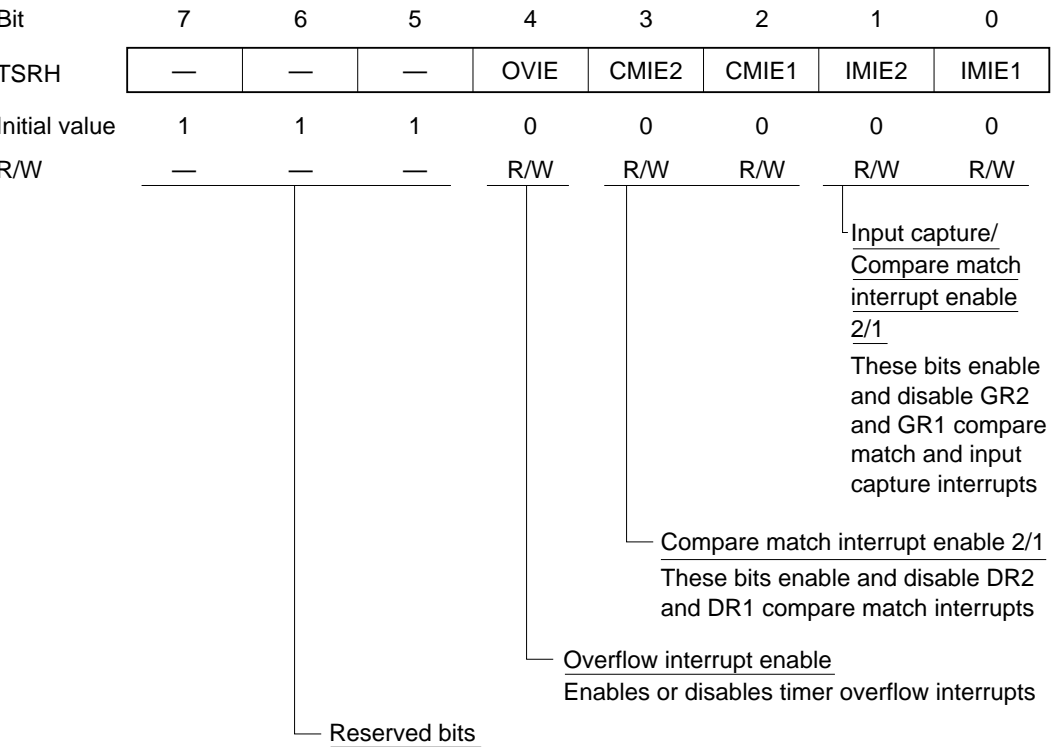 Bit 7 6 5 4 3 2 1 0
TSRH — — — OVIE CMIE2 CMIE1 IMIE2 IMIE1
Initial value 1 1 1 0 0 0 0 0
R/W — — — R/W R/W R/W R/W R/W
Input capture/
Compare match
interrupt enable
2/1
These bits enable
and disable GR2
and GR1 compare
match and input
capture interrupts
Compare match interrupt enable 2/1
These bits enable and disable DR2
and DR1 compare match interrupts
Overflow interrupt enable
Enables or disables timer overflow interrupts
Reserved bits